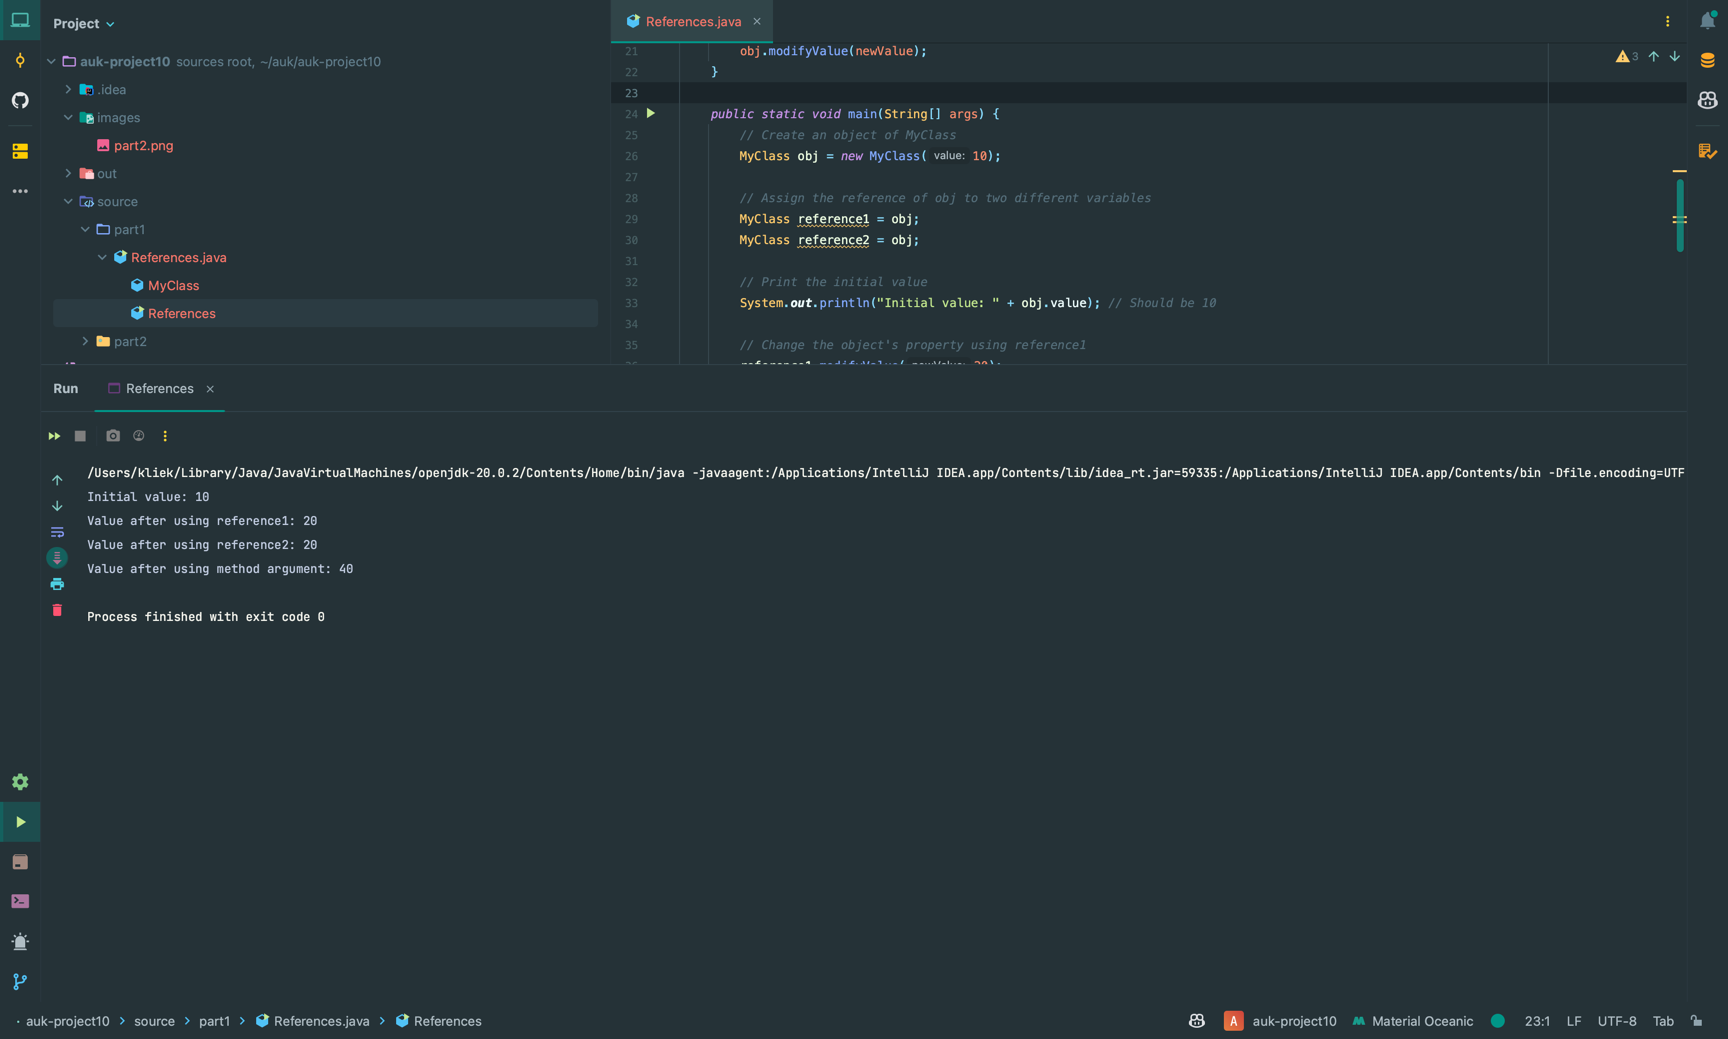 Project
auk-project10 sources root, ~/auk/auk-project10
.idea
images
part2.png
out
source
part1
References.java
MyClass
References
part2
References.java
3
21 obj.modifyValue(newValue);
22 }
23
24 public static void main(String[] args) {
25 // Create an object of MyClass
26 MyClass obj = new MyClass( value: 10);
27
28 // Assign the reference of obj to two different variables
29 MyClass reference1 = obj;
30 MyClass reference2 = obj;
31
32 // Print the initial value
33 System.out.println("Initial value: " + obj.value); // Should be 10
34
35 // Change the object's property using reference1
Run
References
/Users/kliek/Library/Java/JavaVirtualMachines/openjdk-20.0.2/Contents/Home/bin/java -javaagent:/Applications/IntelliJ IDEA.app/Contents/lib/idea_rt.jar=59335:/Applications/IntelliJ IDEA.app/Contents/bin -Dfile.encoding=UTF
Initial value: 10
Value after using reference1: 20
Value after using reference2: 20
Value after using method argument: 40
Process finished with exit code 0
auk-project10 > source > part1 > References.java > References
A auk-project10 Material Oceanic 23:1 LF UTF-8 Tab